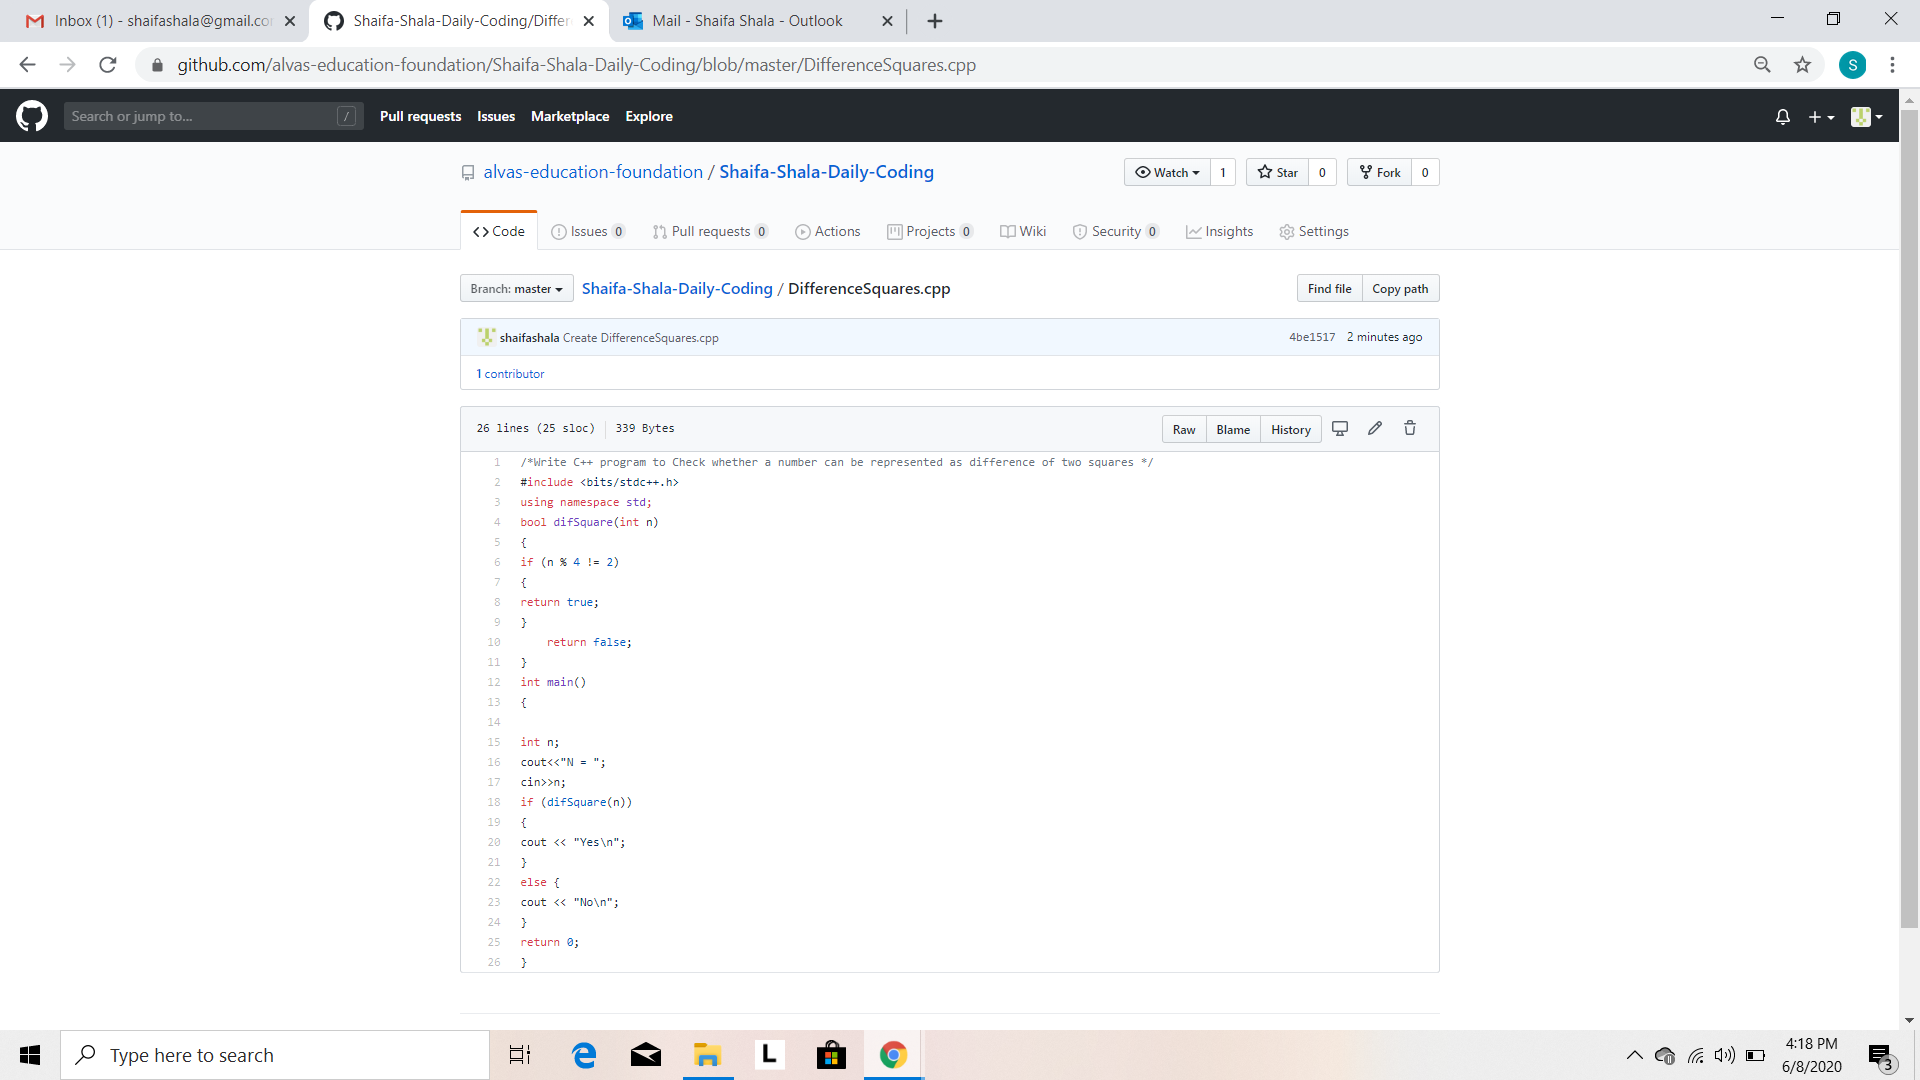 Inbox (1) - shaifashala@gmail.co
Shaifa-Shala-Daily-Coding/Differ
Mail - Shaifa Shala - Outlook
github.com/alvas-education-foundation/Shaifa-Shala-Daily-Coding/blob/master/DifferenceSquares.cpp
S
Search or jump to...
/
Pull requests
Issues
Marketplace
Explore
alvas-education-foundation / Shaifa-Shala-Daily-Coding
Watch 1
Star 0
Fork 0
Code
Issues 0
Pull requests 0
Actions
Projects 0
Wiki
Security 0
Insights
Settings
Branch: master
Shaifa-Shala-Daily-Coding / DifferenceSquares.cpp
Find file
Copy path
shaifashala Create DifferenceSquares.cpp
4be1517 2 minutes ago
1 contributor
26 lines (25 sloc) 339 Bytes
Raw
Blame
History
1 /*Write C++ program to Check whether a number can be represented as difference of two squares */
2 #include <bits/stdc++.h>
3 using namespace std;
4 bool difSquare(int n)
5 {
6 if (n % 4 != 2)
7 {
8 return true;
9 }
10     return false;
11 }
12 int main()
13 {
14
15 int n;
16 cout<<"N = ";
17 cin>>n;
18 if (difSquare(n))
19 {
20 cout << "Yes\n";
21 }
22 else {
23 cout << "No\n";
24 }
25 return 0;
26 }
Type here to search
L
4:18 PM
6/8/2020
3